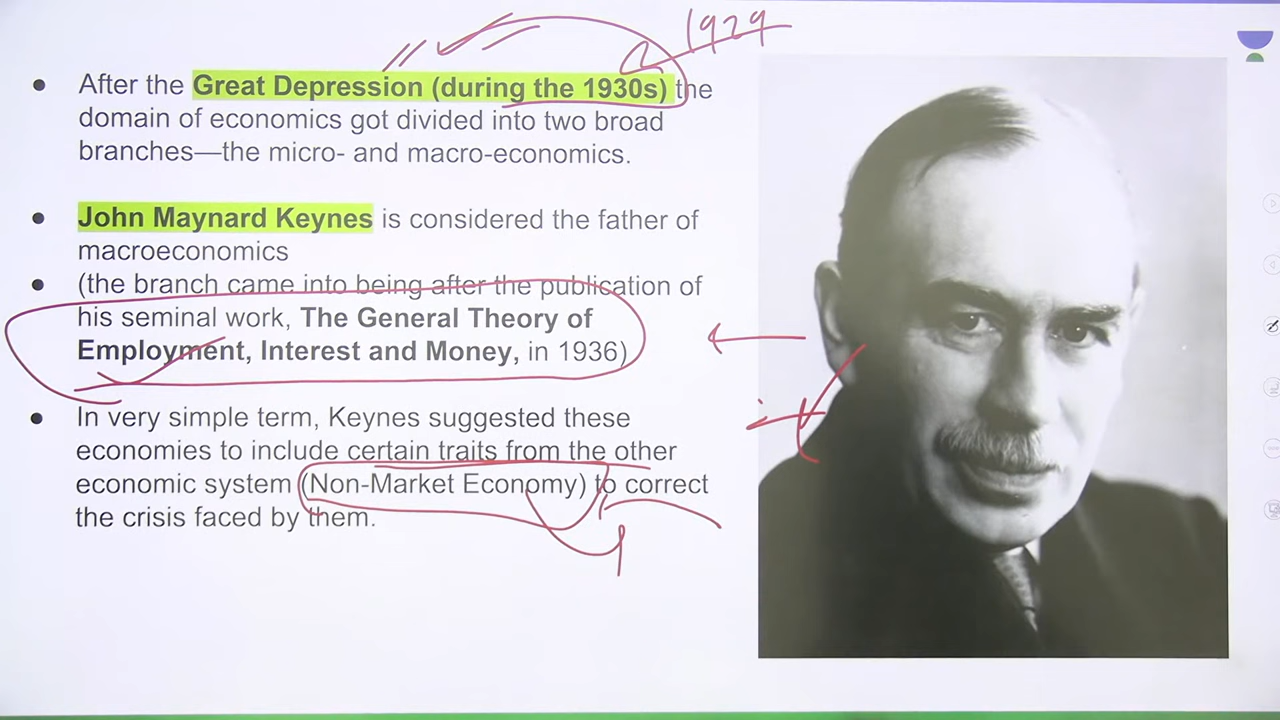 1929
● After the Great Depression (during the 1930s) the
domain of economics got divided into two broad
branches—the micro- and macro-economics.
● John Maynard Keynes is considered the father of
macroeconomics
● (the branch came into being after the publication of
his seminal work, The General Theory of
Employment, Interest and Money, in 1936)
● In very simple term, Keynes suggested these
economies to include certain traits from the other
economic system (Non-Market Economy) to correct
the crisis faced by them.